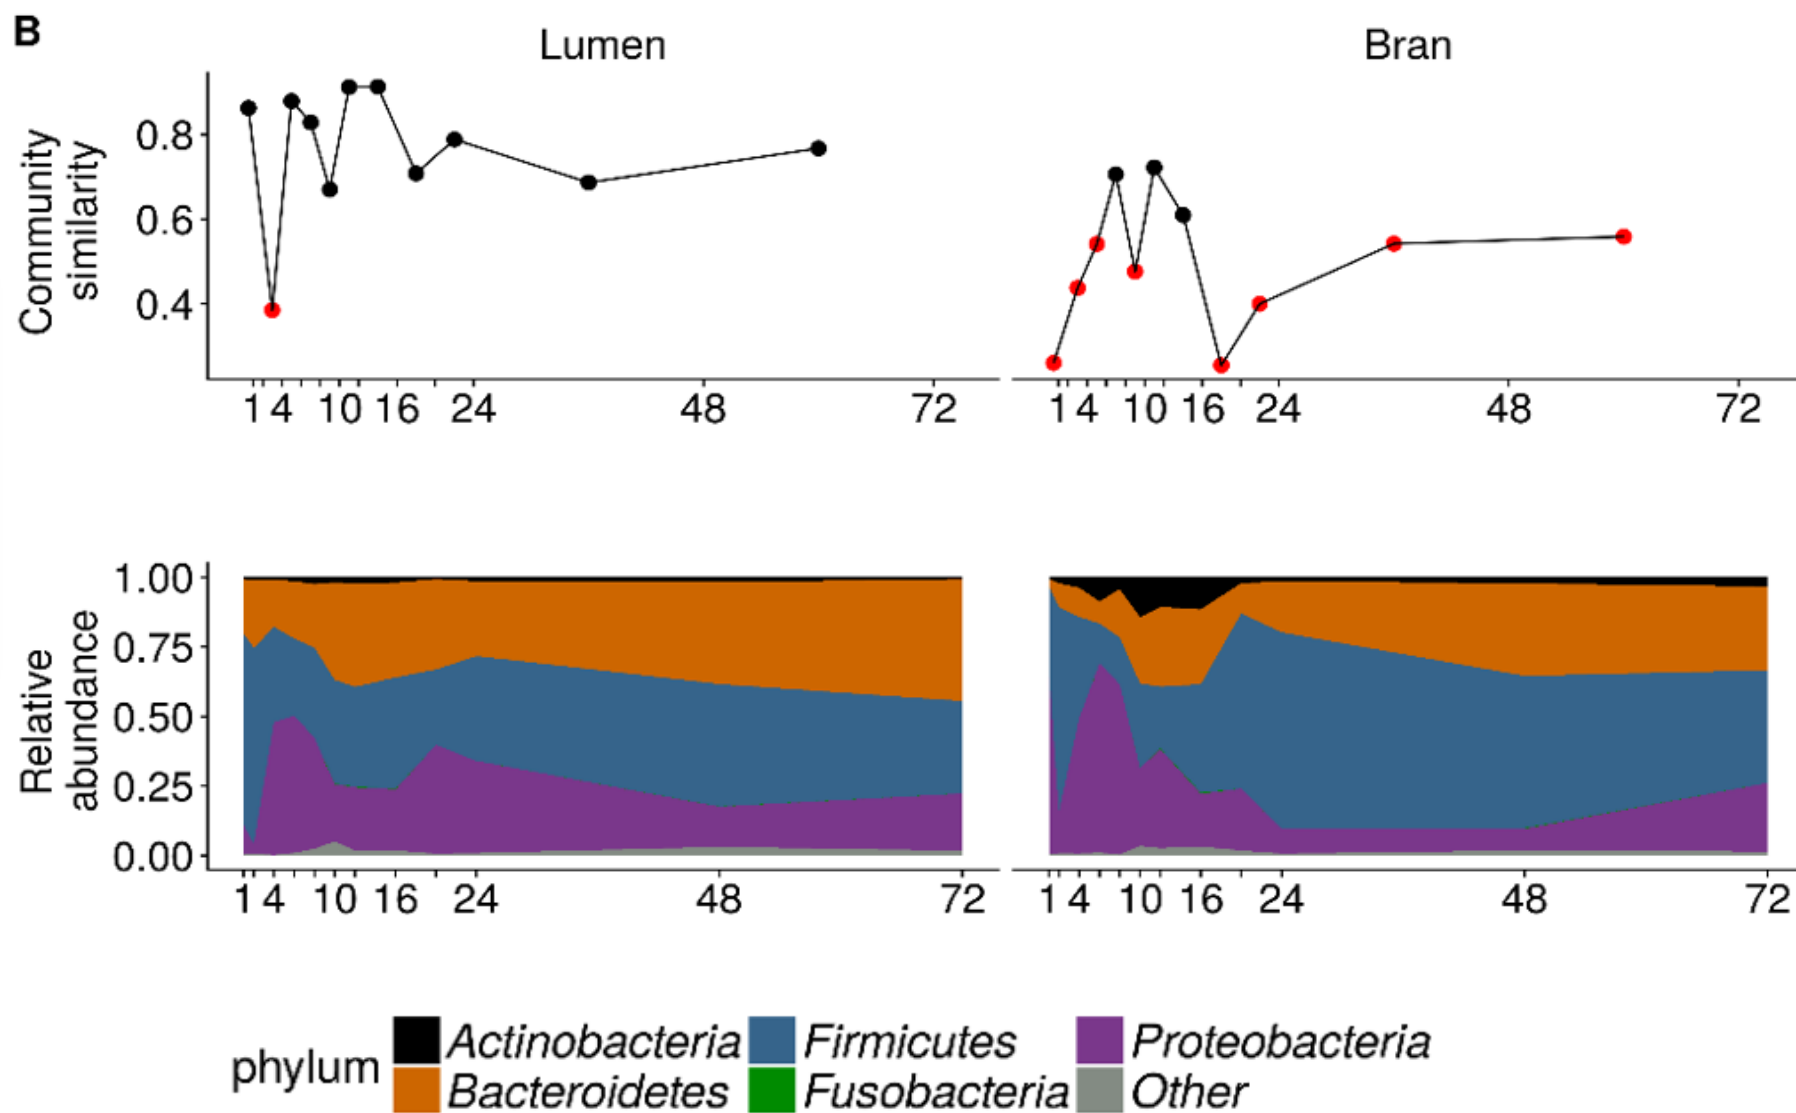 B
Lumen Bran
Community
similarity
0.8
0.6
0.4
1 4 10 16 24 48 72 1 4 10 16 24 48 72
Relative
abundance
1.00
0.75
0.50
0.25
0.00
1 4 10 16 24 48 72 1 4 10 16 24 48 72
phylum
Actinobacteria Firmicutes Proteobacteria
Bacteroidetes Fusobacteria Other